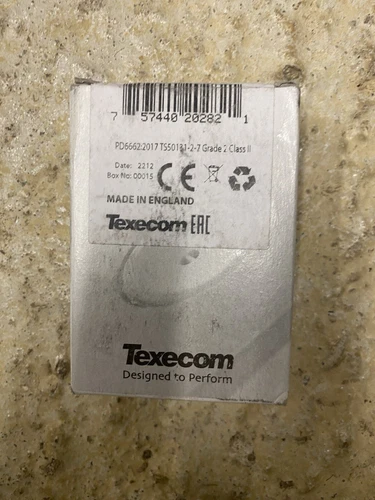 7 57440 20282 1
PD6662:2017 TS50131-2-7 Grade 2 Class II
Date: 2212
Box No: 00015
CE
MADE IN ENGLAND
Texecom EAC
Texecom
Designed to Perform